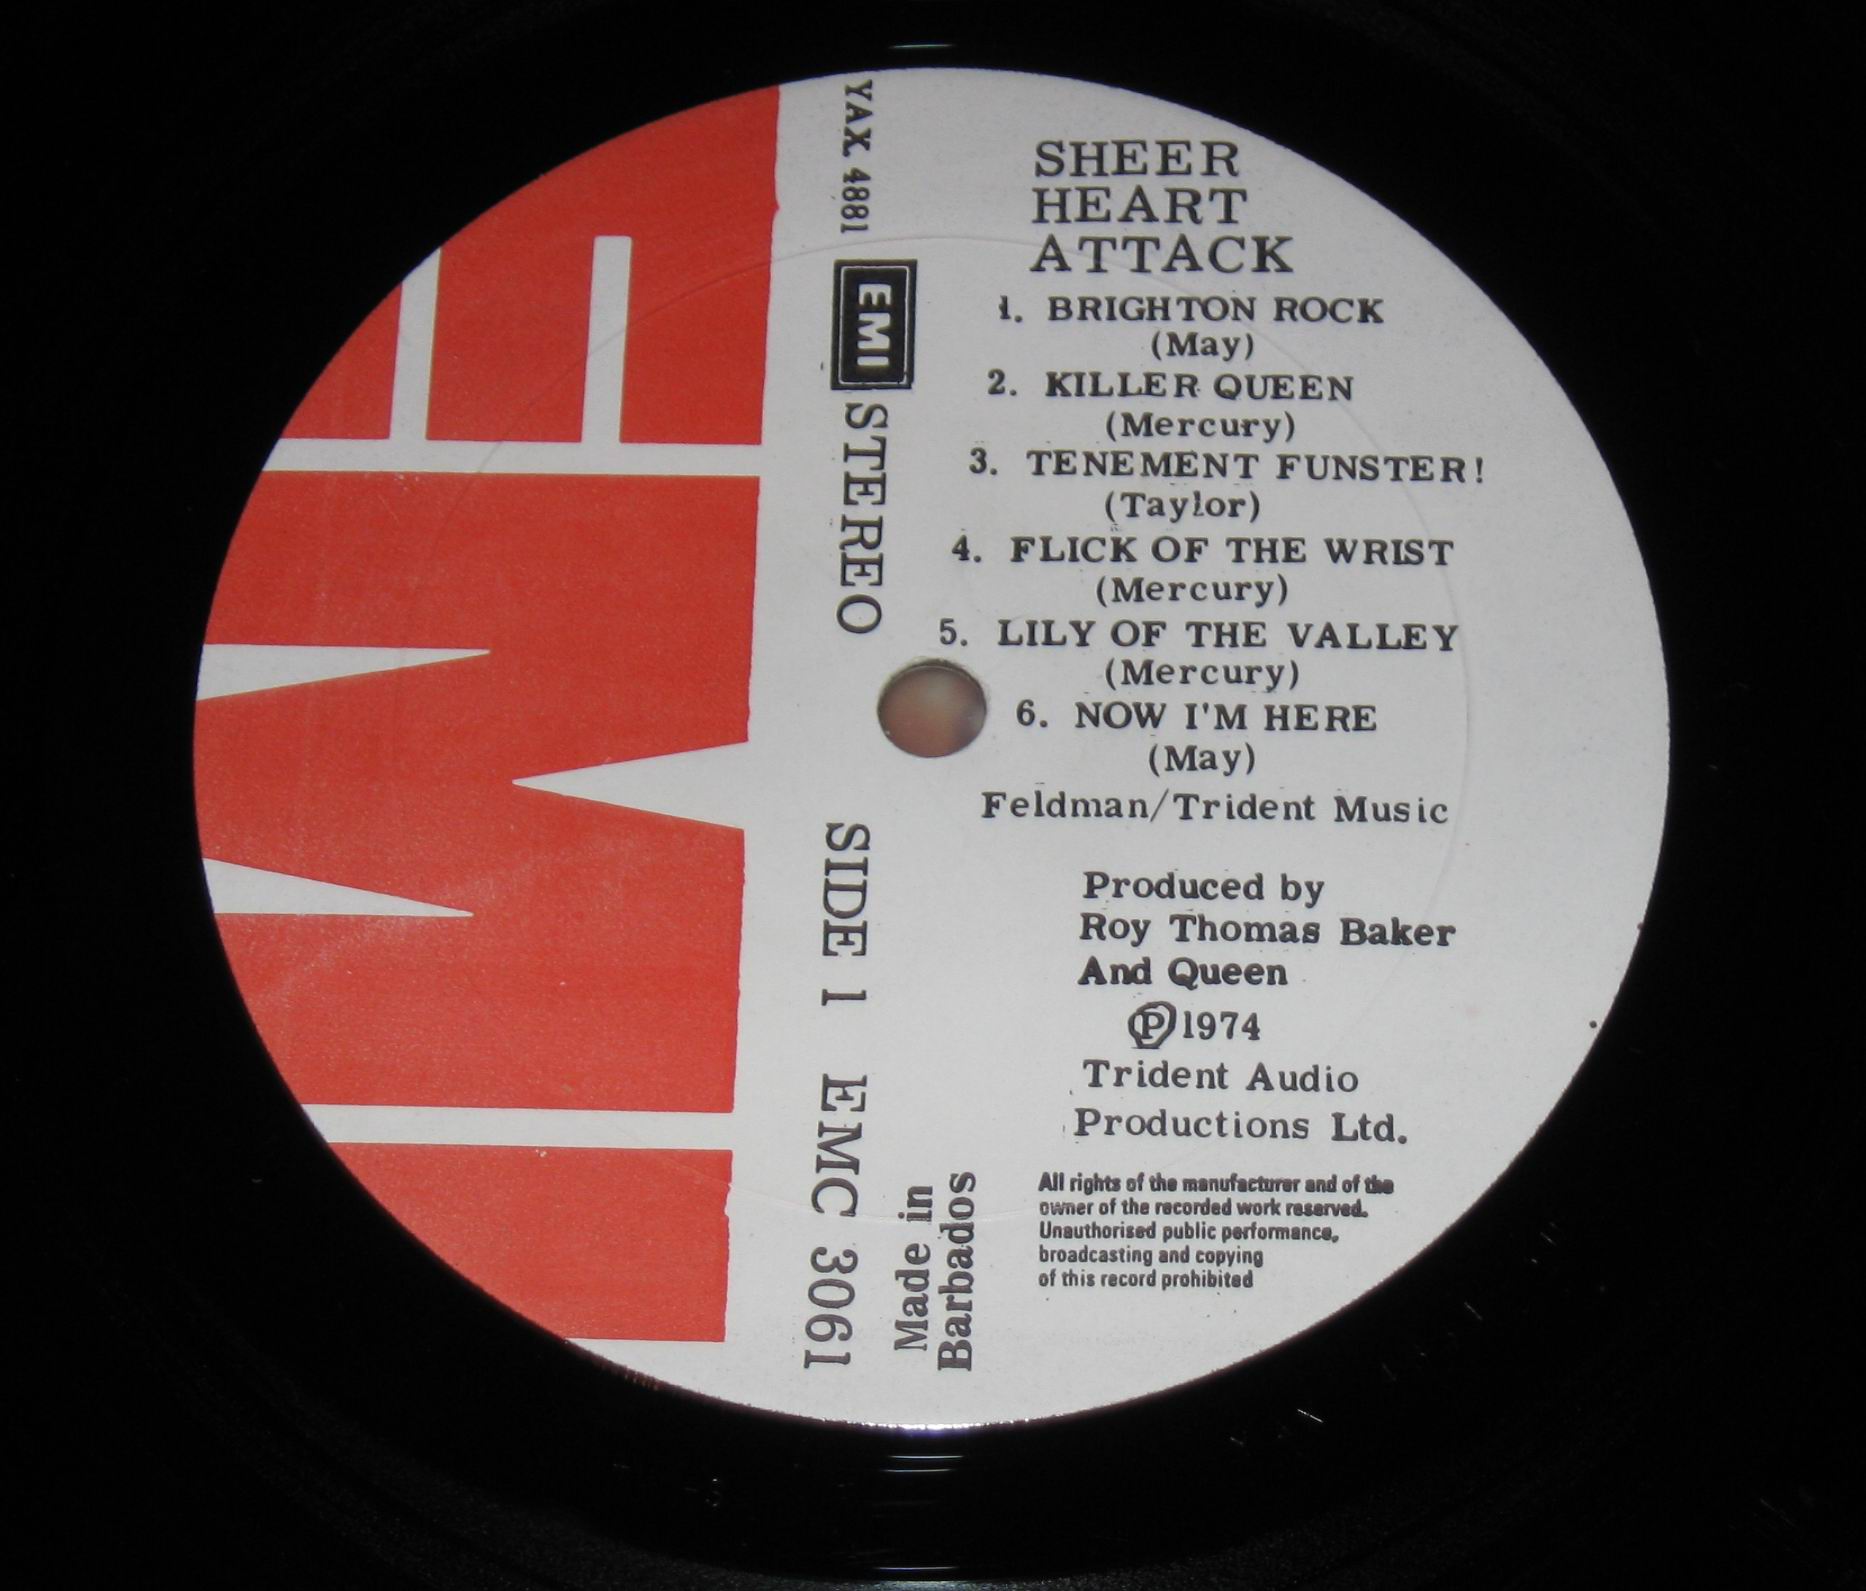 SHEER
HEART
ATTACK
1. BRIGHTON ROCK
(May)
2. KILLER QUEEN
(Mercury)
3. TENEMENT FUNSTER!
(Taylor)
4. FLICK OF THE WRIST
(Mercury)
5. LILY OF THE VALLEY
(Mercury)
6. NOW I'M HERE
(May)
Feldman/Trident Music
Produced by
Roy Thomas Baker
And Queen
Ⓟ1974
Trident Audio
Productions Ltd.
All rights of the manufacturer and of the
owner of the recorded work reserved.
Unauthorised public performance,
broadcasting and copying
of this record prohibited
YAX 4881
EMI
STEREO
SIDE 1 EMC 3061
Made in
Barbados
EMI